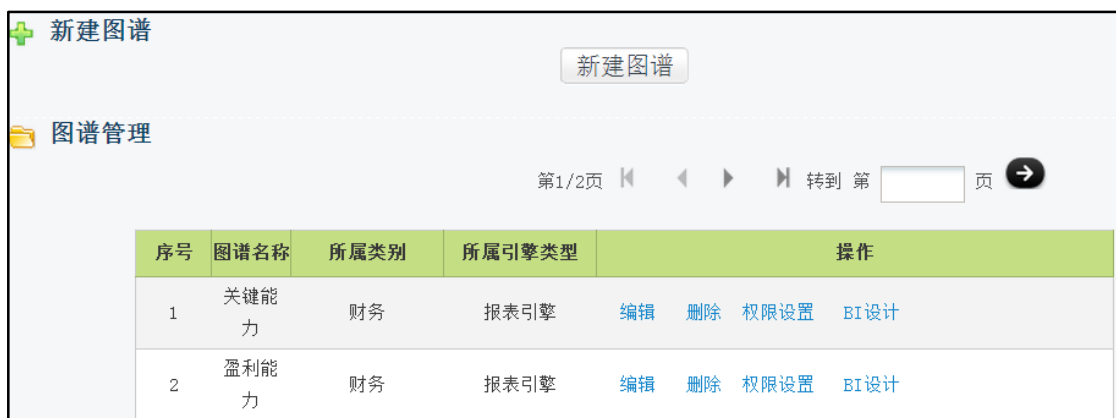 新建图谱
新建图谱
图谱管理
第1/2页 转到 第 页
序号 图谱名称 所属类别 所属引擎类型 操作
1 关键能力 财务 报表引擎 编辑 删除 权限设置 BI设计
2 盈利能力 财务 报表引擎 编辑 删除 权限设置 BI设计